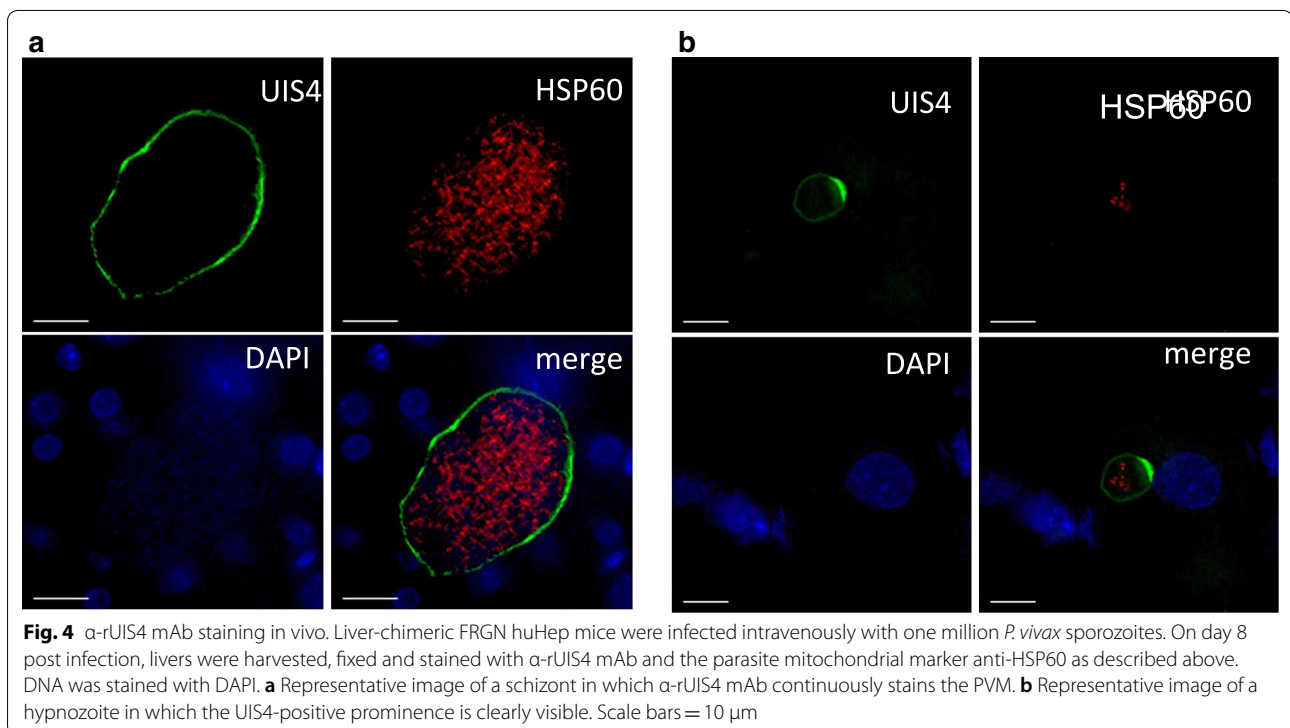 a
b
UIS4
HSP60
UIS4
HSP60
HSP60
DAPI
merge
DAPI
merge
Fig. 4 α-rUIS4 mAb staining in vivo. Liver-chimeric FRGN huHep mice were infected intravenously with one million P. vivax sporozoites. On day 8
post infection, livers were harvested, fixed and stained with α-rUIS4 mAb and the parasite mitochondrial marker anti-HSP60 as described above.
DNA was stained with DAPI. a Representative image of a schizont in which α-rUIS4 mAb continuously stains the PVM. b Representative image of a
hypnozoite in which the UIS4-positive prominence is clearly visible. Scale bars = 10 μm